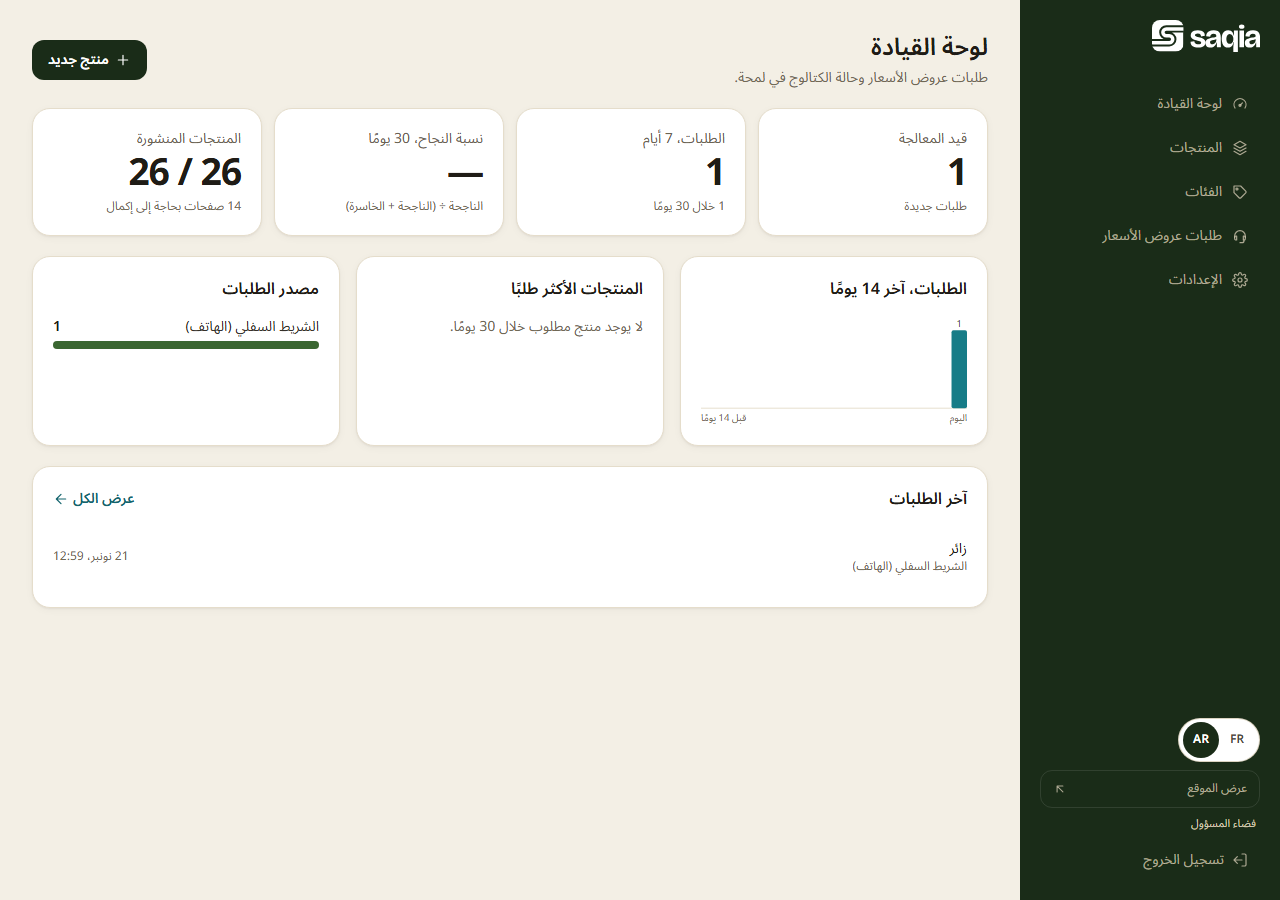 saqia
لوحة القيادة
المنتجات
الفئات
طلبات عروض الأسعار
الإعدادات
FR
AR
عرض الموقع
فضاء المسؤول
تسجيل الخروج
لوحة القيادة
طلبات عروض الأسعار وحالة الكتالوج في لمحة.
منتج جديد
قيد المعالجة
1
طلبات جديدة
الطلبات، 7 أيام
1
1 خلال 30 يومًا
نسبة النجاح، 30 يومًا
—
الناجحة ÷ (الناجحة + الخاسرة)
المنتجات المنشورة
26 / 26
14 صفحات بحاجة إلى إكمال
الطلبات، آخر 14 يومًا
1
اليوم
قبل 14 يومًا
المنتجات الأكثر طلبًا
لا يوجد منتج مطلوب خلال 30 يومًا.
مصدر الطلبات
الشريط السفلي (الهاتف) 1
آخر الطلبات
عرض الكل
زائر
الشريط السفلي (الهاتف)
21 نونبر، 12:59